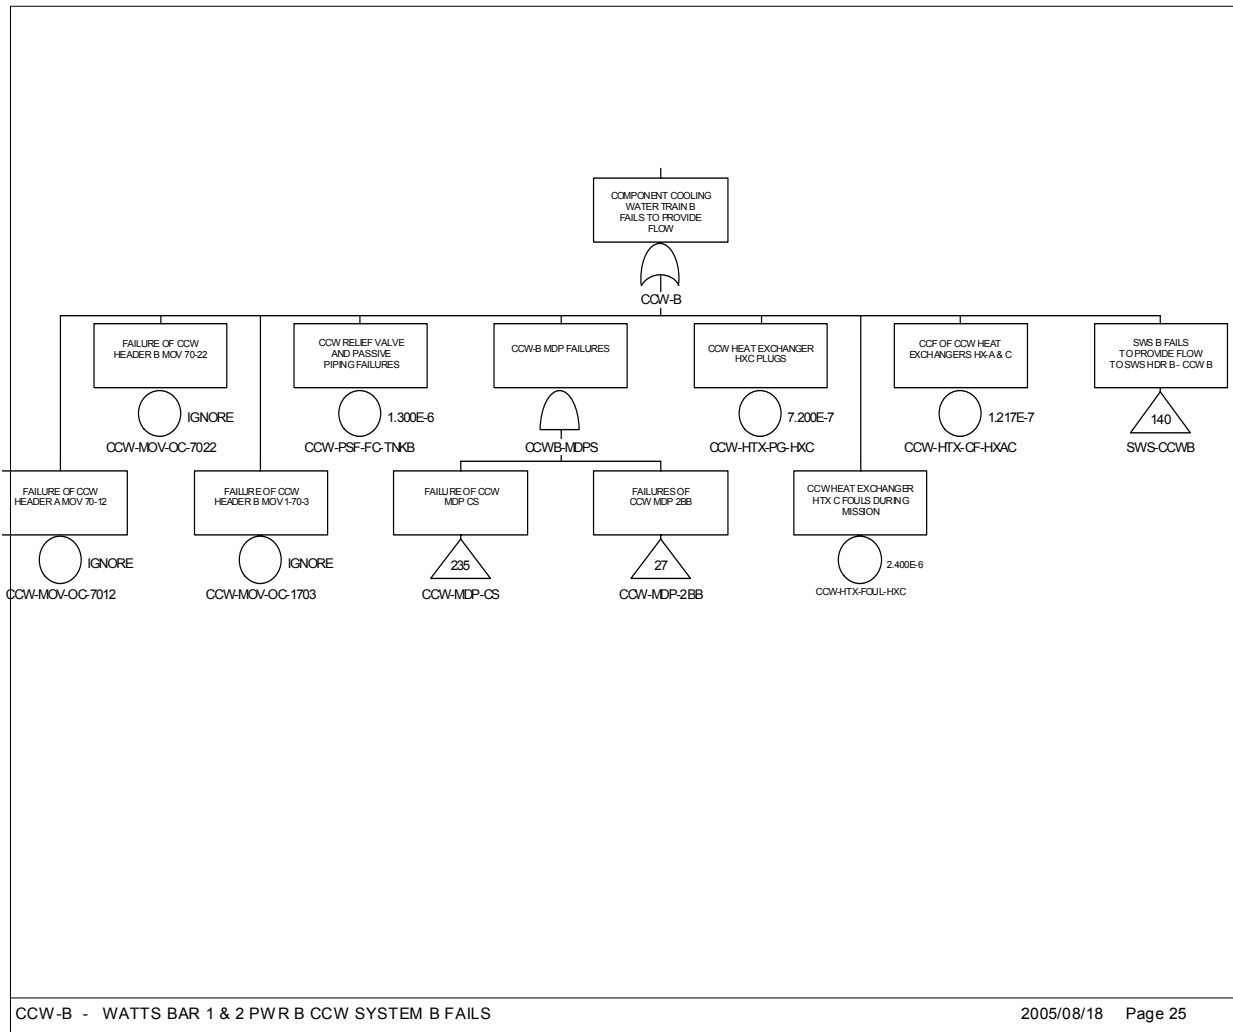 COMPONENT COOLING
WATER TRAIN B
FAILS TO PROVIDE
FLOW
CCW-B
FAILURE OF CCW
HEADER B MOV 70-22
IGNORE
CCW-MOV-OC-7022
CCW RELIEF VALVE
AND PASSIVE
PIPING FAILURES
1.300E-6
CCW-PSF-FC-TNKB
CCW-B MDP FAILURES
CCWB-MDPS
CCW HEAT EXCHANGER
HXC PLUGS
7.200E-7
CCW-HTX-PG-HXC
CCF OF CCW HEAT
EXCHANGERS HX-A & C
1.217E-7
CCW-HTX-CF-HXAC
SWS B FAILS
TO PROVIDE FLOW
TO SWS HDR B - CCW B
140
SWS-CCWB
FAILURE OF CCW
HEADER A MOV 70-12
IGNORE
CCW-MOV-OC-7012
FAILURE OF CCW
HEADER B MOV 1-70-3
IGNORE
CCW-MOV-OC-1703
FAILURE OF CCW
MDP CS
235
CCW-MDP-CS
FAILURES OF
CCW MDP 2BB
27
CCW-MDP-2BB
CCW HEAT EXCHANGER
HTX C FOULS DURING
MISSION
2.400E-6
CCW-HTX-FOUL-HXC
CCW-B - WATTS BAR 1 & 2 PWR B CCW SYSTEM B FAILS
2005/08/18 Page 25